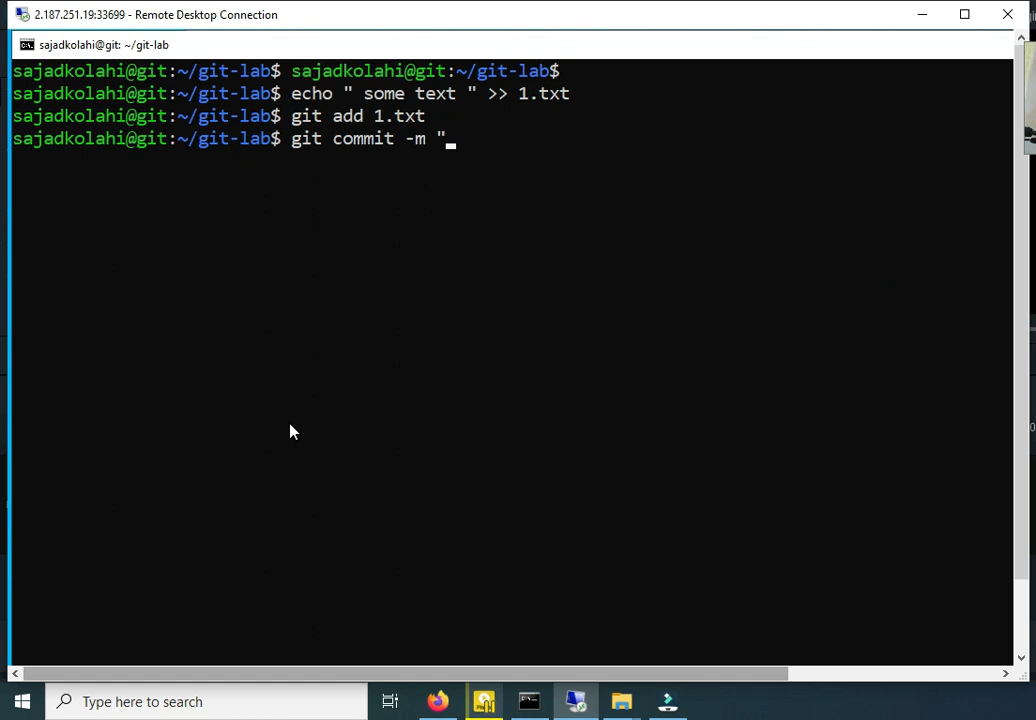 2.187.251.19:33699 - Remote Desktop Connection
sajadkolahi@git: ~/git-lab
sajadkolahi@git:~/git-lab$ sajadkolahi@git:~/git-lab$
sajadkolahi@git:~/git-lab$ echo " some text " >> 1.txt
sajadkolahi@git:~/git-lab$ git add 1.txt
sajadkolahi@git:~/git-lab$ git commit -m "
Type here to search